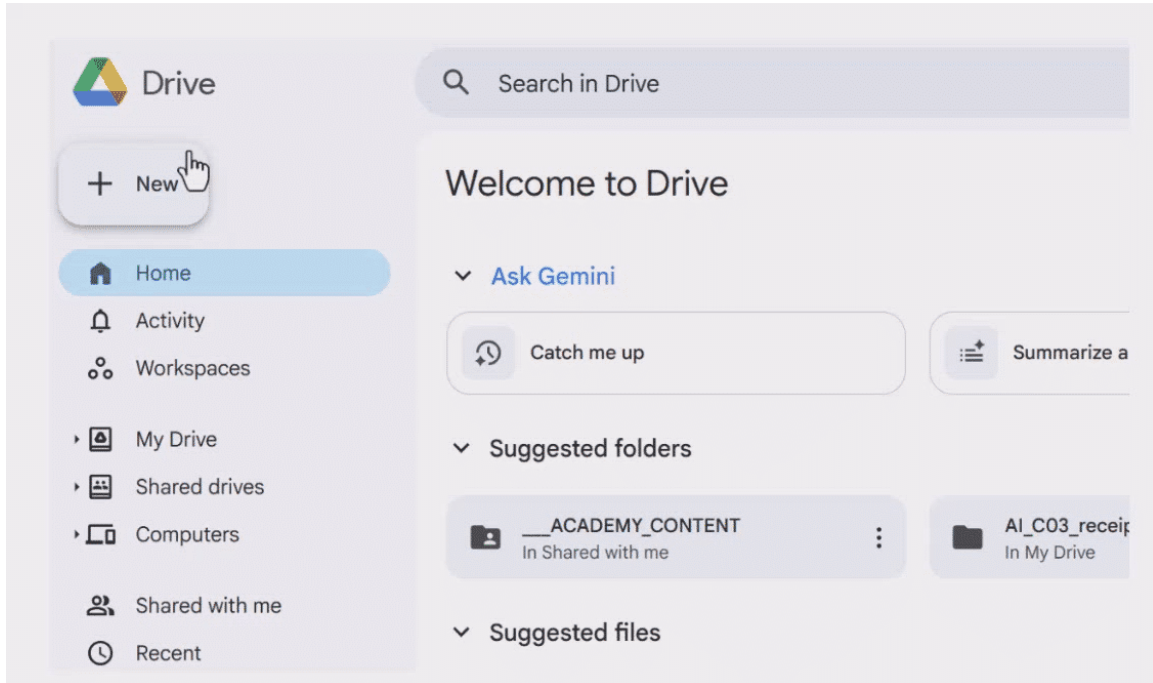 Drive
Search in Drive
New
Welcome to Drive
Home
Activity
Workspaces
My Drive
Shared drives
Computers
Shared with me
Recent
Ask Gemini
Catch me up
Summarize a
Suggested folders
___ACADEMY_CONTENT
In Shared with me
AI_C03_receip
In My Drive
Suggested files